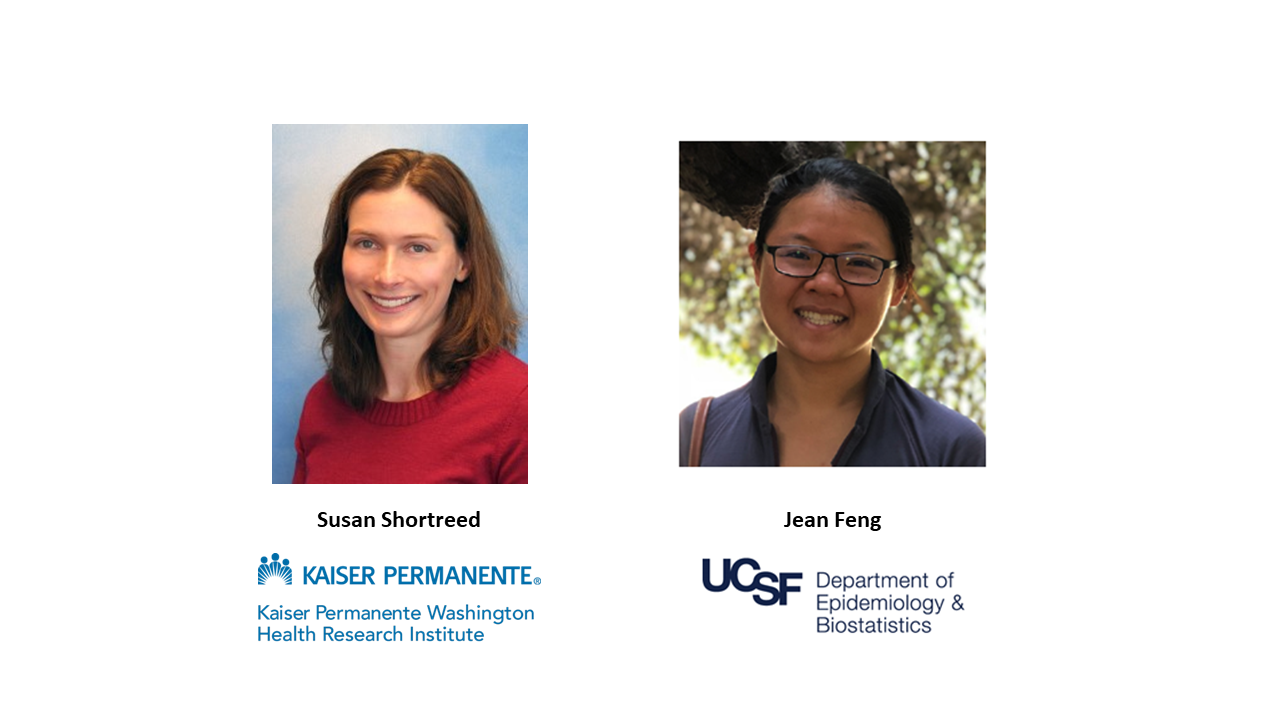 Susan Shortreed
KAISER PERMANENTE®
Kaiser Permanente Washington
Health Research Institute
Jean Feng
UCSF
Department of
Epidemiology &
Biostatistics